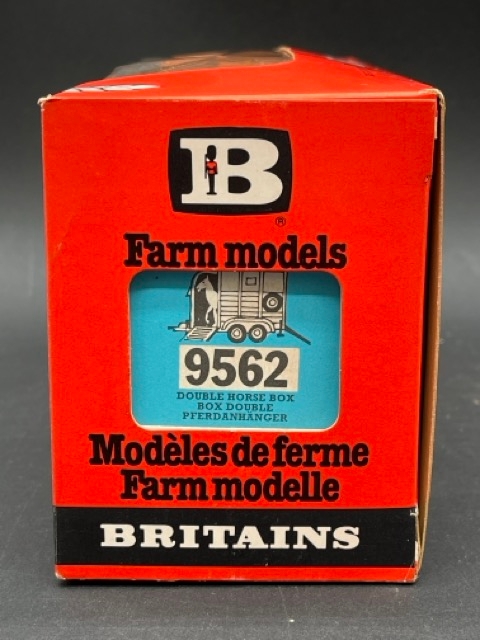 B
®
Farm models
9562
DOUBLE HORSE BOX
BOX DOUBLE
PFERDANHÄNGER
Modèles de ferme
Farm modelle
BRITAINS